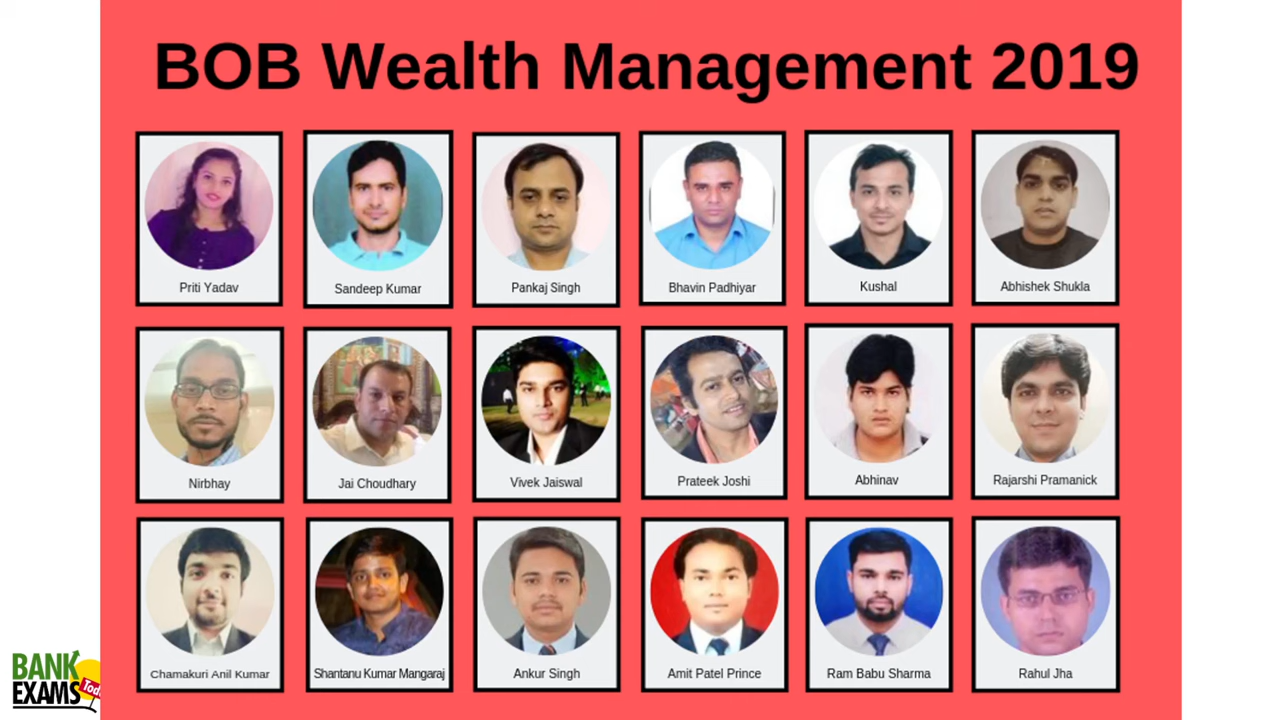 BOB Wealth Management 2019
Priti Yadav
Sandeep Kumar
Pankaj Singh
Bhavin Padhiyar
Kushal
Abhishek Shukla
Nirbhay
Jai Choudhary
Vivek Jaiswal
Prateek Joshi
Abhinav
Rajarshi Pramanick
Chamakuri Anil Kumar
Shantanu Kumar Mangaraj
Ankur Singh
Amit Patel Prince
Ram Babu Sharma
Rahul Jha
BANK
EXAMS